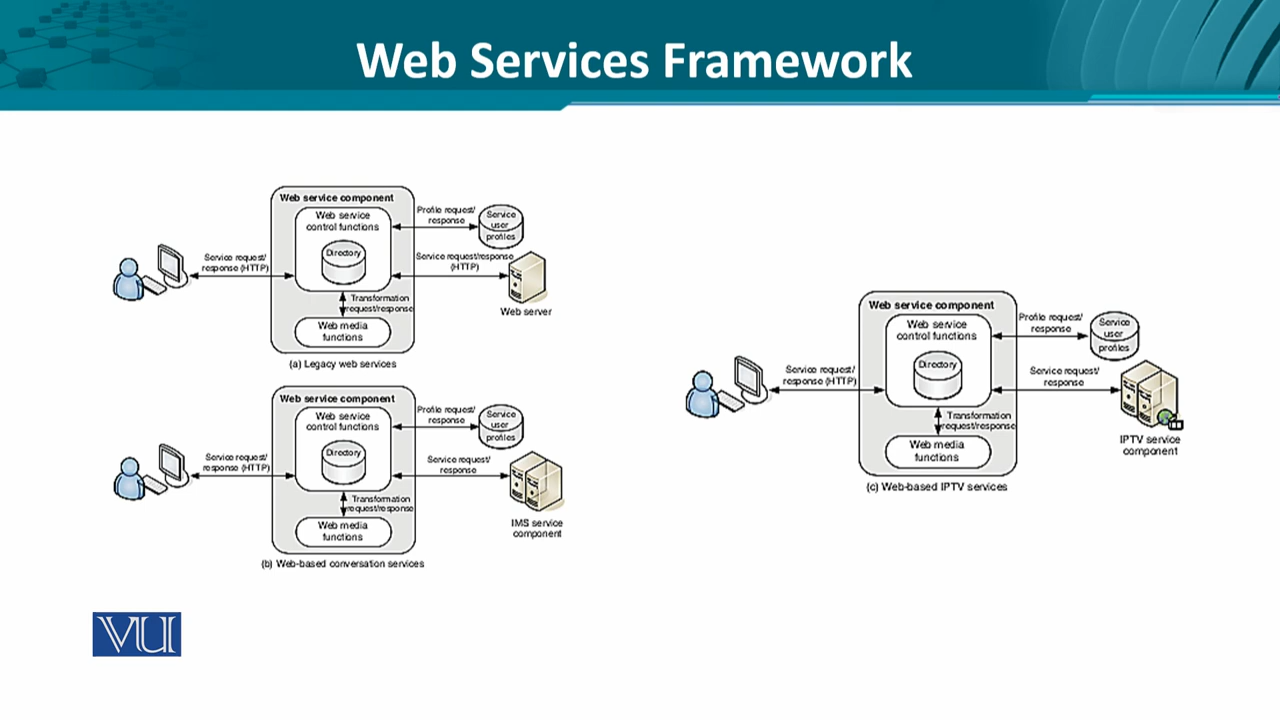 Web Services Framework
Web service component
Web service
control functions
Directory
Profile request/
response
Service
user
profiles
Service request/
response (HTTP)
Service request/response
(HTTP)
Web server
Transformation
request/response
Web media
functions
(a) Legacy web services
Web service component
Web service
control functions
Directory
Profile request/
response
Service
user
profiles
Service request/
response (HTTP)
Service request/
response
IMS service
component
Transformation
request/response
Web media
functions
(b) Web-based conversation services
Web service component
Web service
control functions
Directory
Profile request/
response
Service
user
profiles
Service request/
response (HTTP)
Service request/
response
IPTV service
component
Transformation
request/response
Web media
functions
(c) Web-based IPTV services
VU